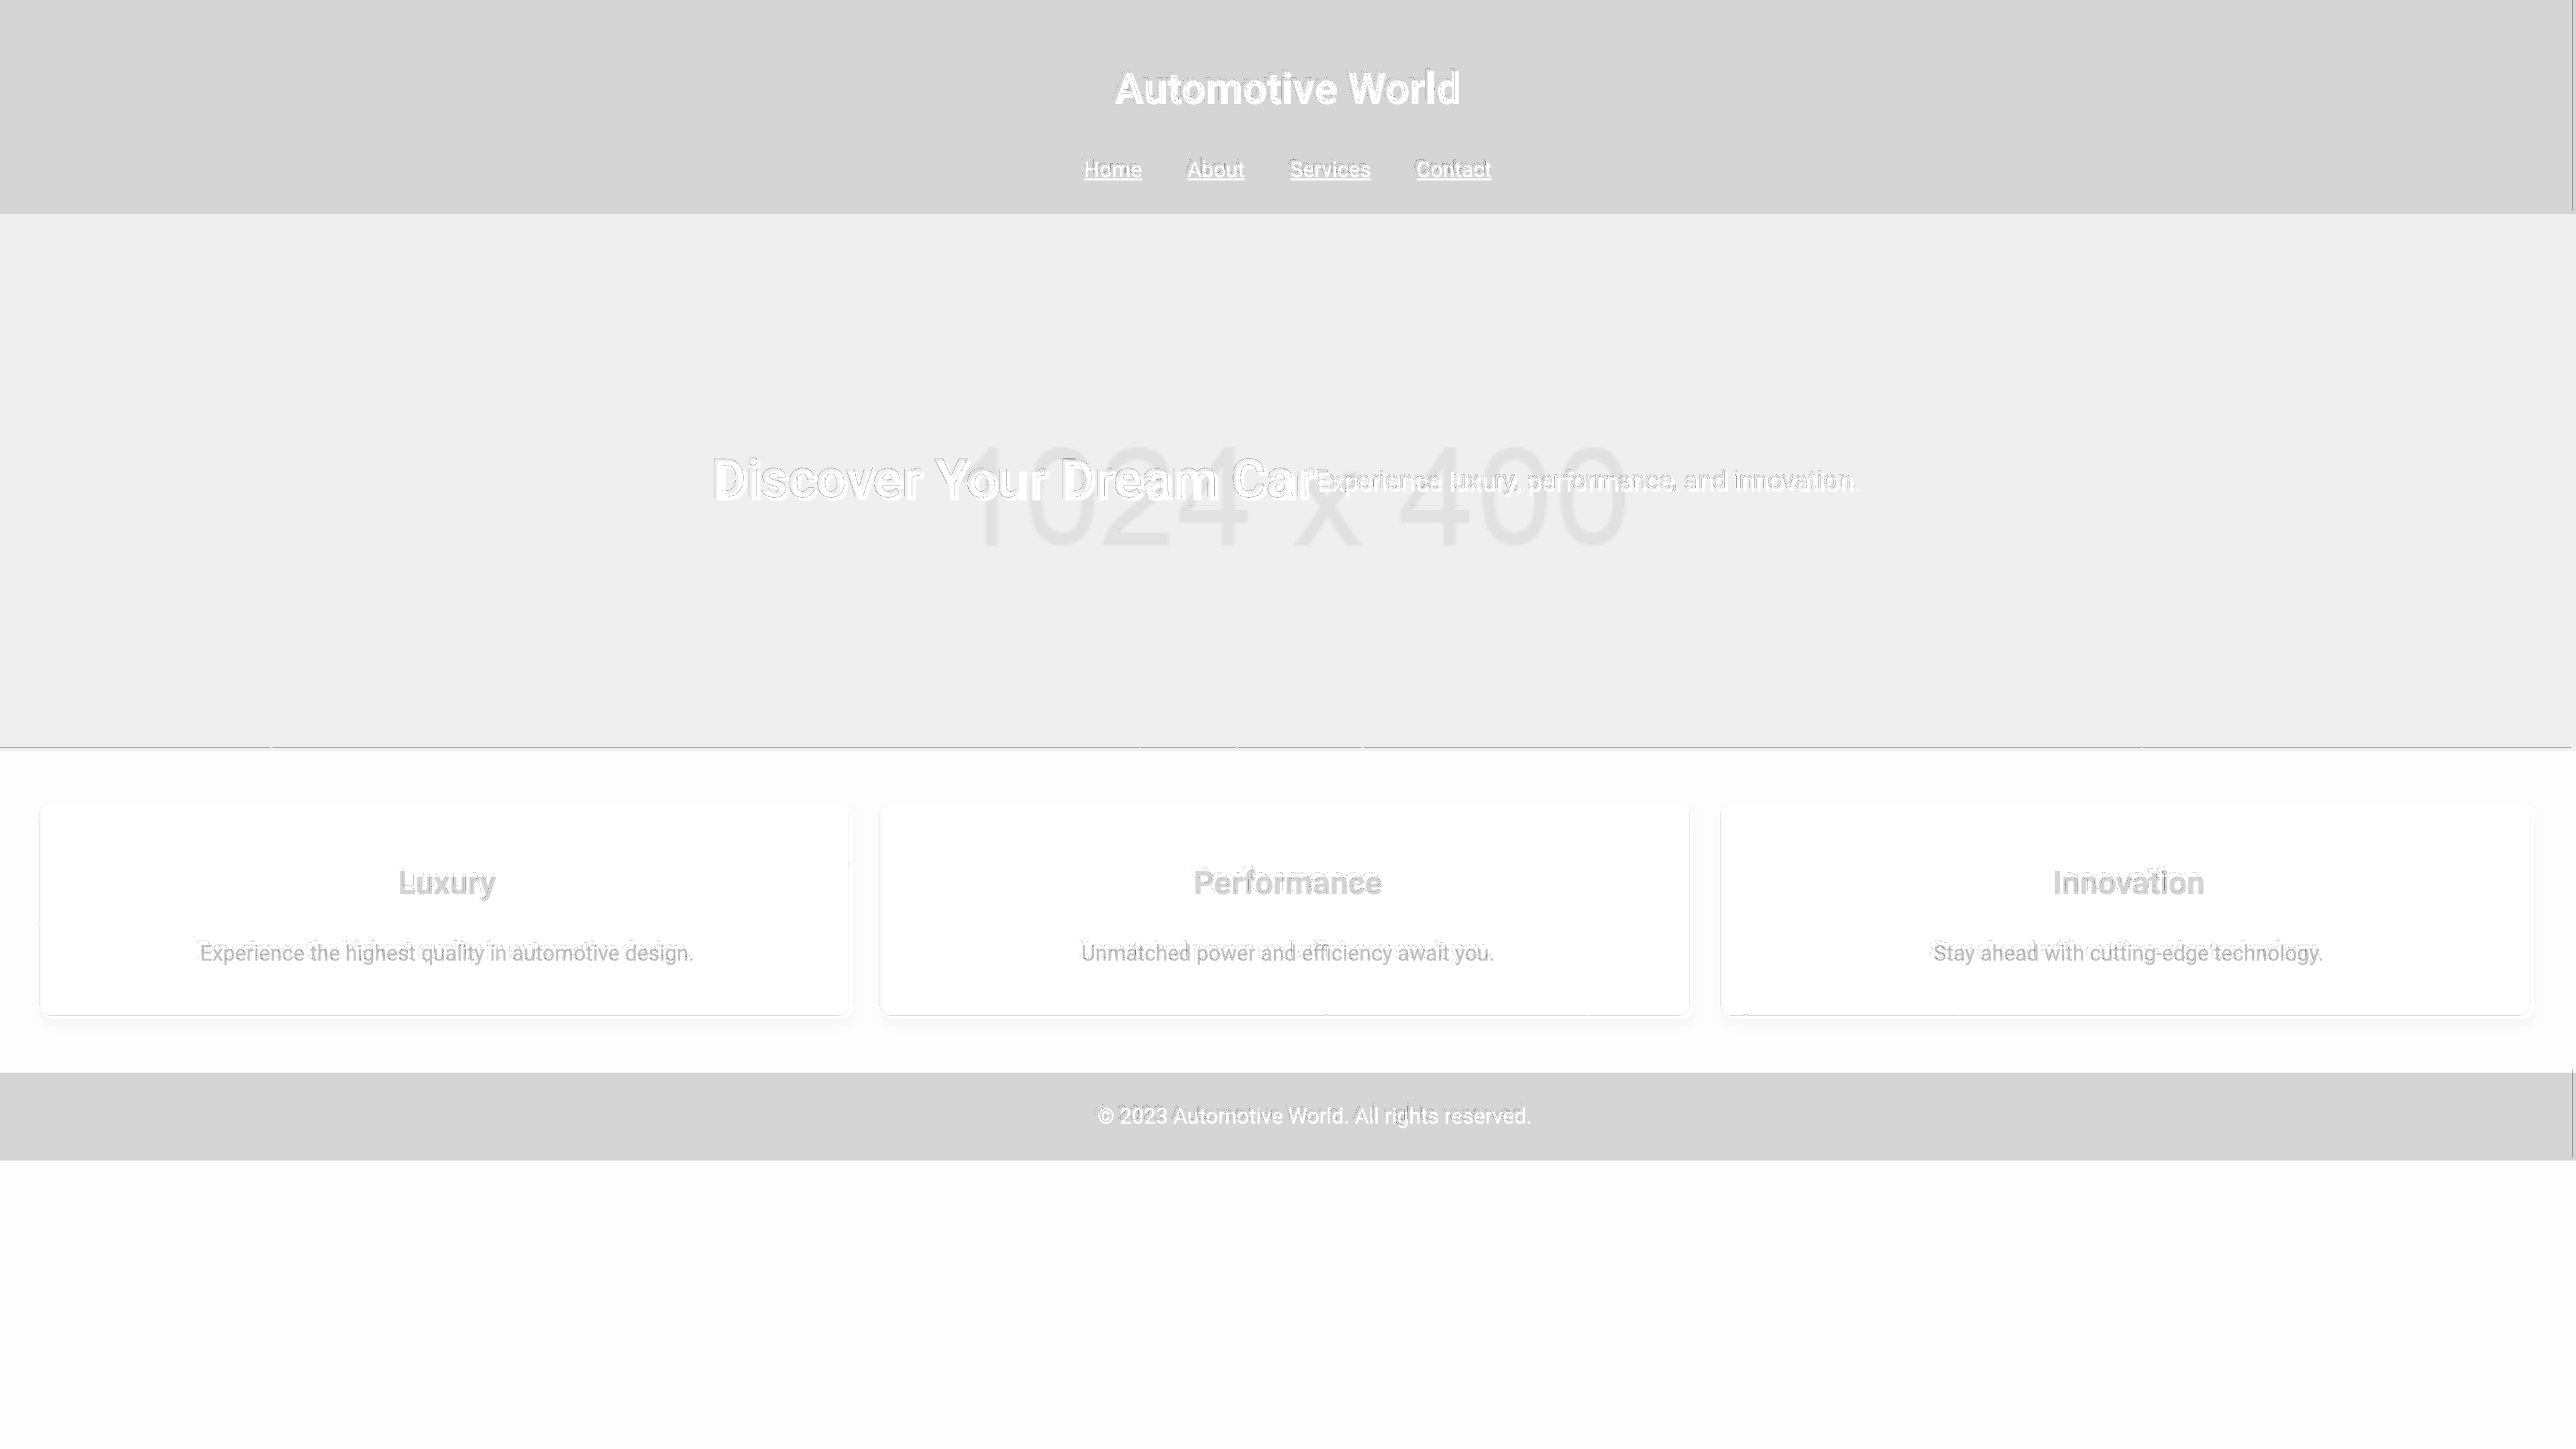 Automotive World
Home About Services Contact
1024 x 400
Discover Your Dream Car Experience luxury, performance, and innovation.
Luxury
Experience the highest quality in automotive design.
Performance
Unmatched power and efficiency await you.
Innovation
Stay ahead with cutting-edge technology.
© 2023 Automotive World. All rights reserved.